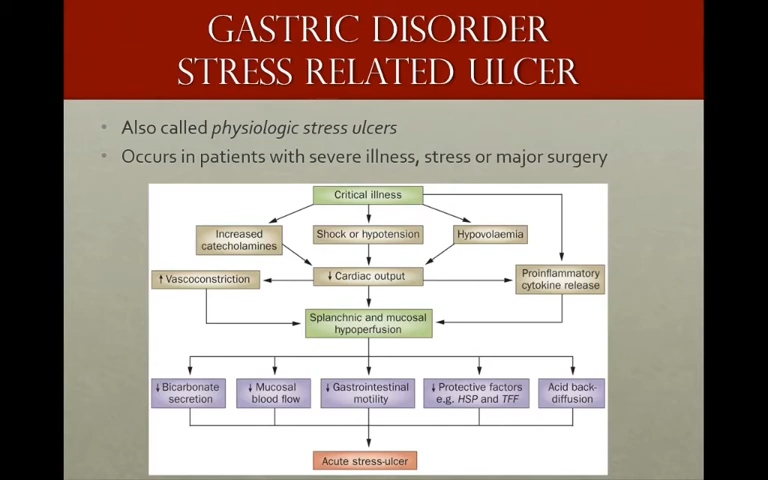 GASTRIC DISORDER
STRESS RELATED ULCER
• Also called physiologic stress ulcers
• Occurs in patients with severe illness, stress or major surgery
Critical illness
Increased
catecholamines
Shock or hypotension
Hypovolaemia
↑ Vascoconstriction
↓ Cardiac output
Proinflammatory
cytokine release
Splanchnic and mucosal
hypoperfusion
↓ Bicarbonate
secretion
↓ Mucosal
blood flow
↓ Gastrointestinal
motility
↓ Protective factors
e.g. HSP and TFF
Acid back-
diffusion
Acute stress-ulcer